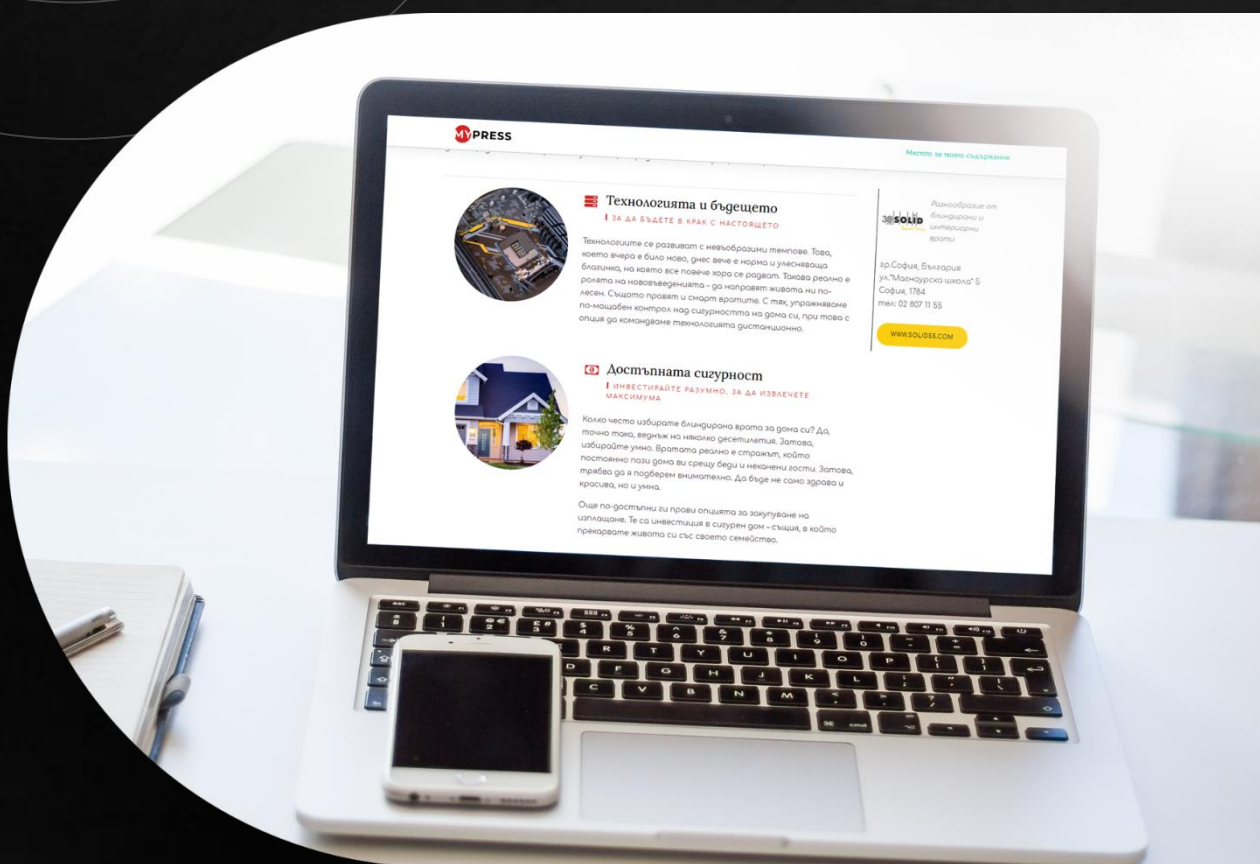 MYPRESS
Мястото за твоето съдържание
Технологията и бъдещето
ЗА ДА БЪДЕТЕ В КРАК С НАСТОЯЩЕТО
Технологиите се развиват с невъобразими темпове. Това,
което вчера е било ново, днес вече е норма и улесняваща
благинка, на която все повече хора се радват. Такава реално е
ролята на нововъведенията – да направят живота ни по-
лесен. Същото правят и смарт вратите. С тях, упражняваме
по-мащабен контрол над сигурността на дома си, при това с
опция да командваме технологията дистанционно.
Достъпната сигурност
ИНВЕСТИРАЙТЕ РАЗУМНО, ЗА ДА ИЗВЛЕЧЕТЕ
МАКСИМУМА
Колко често избирате блиндирана врата за дома си? Да,
точно така, веднъж на няколко десетилетия. Затова,
избирайте умно. Вратата реално е стражът, който
постоянно пази дома ви срещу беди и неканени гости. Затова,
трябва да я подберем внимателно. Да бъде не само здрава и
красива, но и умна.
Още по-достъпни ги прави опцията за закупуване на
изплащане. Те са инвестиция в сигурен дом – същия, в който
прекарвате живота си със своето семейство.
SOLID
Разнообразие от
блиндирани и
интериорни
врати
гр.София, България
ул."Магноурска школа" 5
София, 1784
тел: 02 807 11 55
WWW.SOLID55.COM